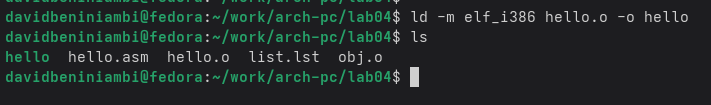 davidbeniniambi@fedora:~/work/arch-pc/lab04$ ld -m elf_i386 hello.o -o hello
davidbeniniambi@fedora:~/work/arch-pc/lab04$ ls
hello  hello.asm  hello.o  list.lst  obj.o
davidbeniniambi@fedora:~/work/arch-pc/lab04$